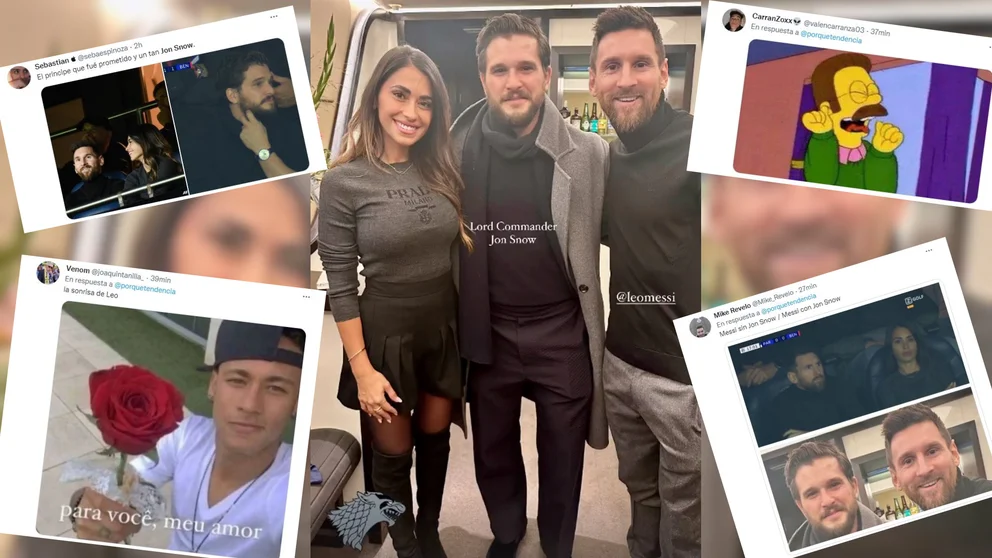 Sebastian @sebaespinoza · 2h
El príncipe que fué prometido y un tan Jon Snow.
CarranZoxx👽 @valencarranza03 · 37min
En respuesta a @porquetendencia
PRADA
MILANO
Lord Commander
Jon Snow
@leomessi
Venom @joaquintanilla_ · 39min
En respuesta a @porquetendencia
la sonrisa de Leo
para você, meu amor
Mike Revelo @Mike_Revelo · 27min
En respuesta a @porquetendencia
Messi sin Jon Snow / Messi con Jon Snow